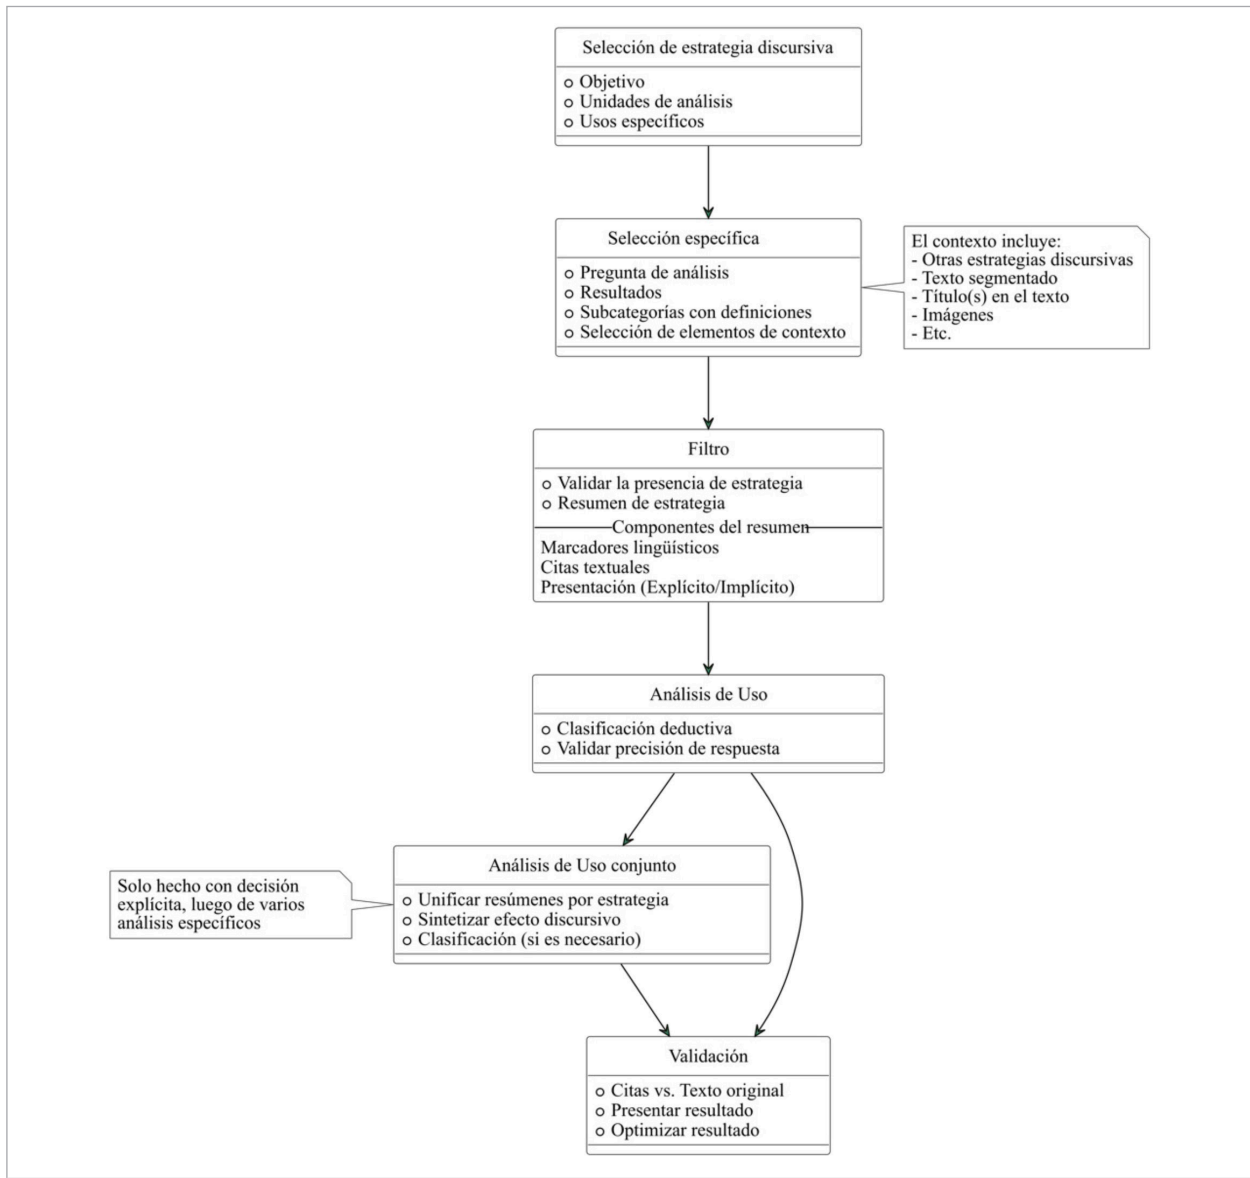 Selección de estrategia discursiva
Objetivo
Unidades de análisis
Usos específicos
Selección específica
Pregunta de análisis
Resultados
Subcategorías con definiciones
Selección de elementos de contexto
El contexto incluye:
- Otras estrategias discursivas
- Texto segmentado
- Título(s) en el texto
- Imágenes
- Etc.
Filtro
Validar la presencia de estrategia
Resumen de estrategia
Componentes del resumen
Marcadores lingüísticos
Citas textuales
Presentación (Explícito/Implícito)
Análisis de Uso
Clasificación deductiva
Validar precisión de respuesta
Análisis de Uso conjunto
Unificar resúmenes por estrategia
Sintetizar efecto discursivo
Clasificación (si es necesario)
Solo hecho con decisión
explícita, luego de varios
análisis específicos
Validación
Citas vs. Texto original
Presentar resultado
Optimizar resultado